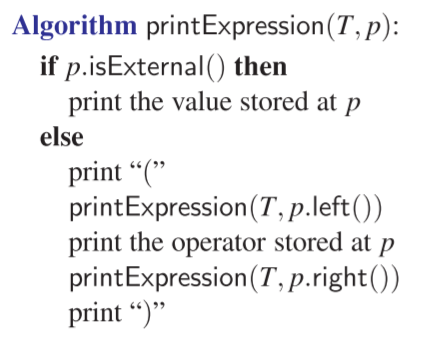 Algorithm printExpression(T, p):
if p.isExternal() then
print the value stored at p
else
print “(”
printExpression(T, p.left())
print the operator stored at p
printExpression(T, p.right())
print “)”